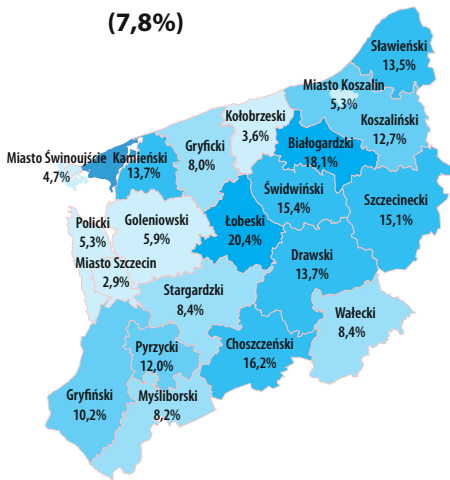 (7,8%)
Sławieński
13,5%
Miasto Koszalin
5,3%
Koszaliński
12,7%
Kołobrzeski
3,6%
Białogardzki
18,1%
Gryficki
8,0%
Miasto Świnoujście
4,7%
Kamieński
13,7%
Świdwiński
15,4%
Szczecinecki
15,1%
Policki
5,3%
Goleniowski
5,9%
Łobeski
20,4%
Miasto Szczecin
2,9%
Drawski
13,7%
Stargardzki
8,4%
Wałecki
8,4%
Pyrzycki
12,0%
Choszczeński
16,2%
Gryfiński
10,2%
Myśliborski
8,2%